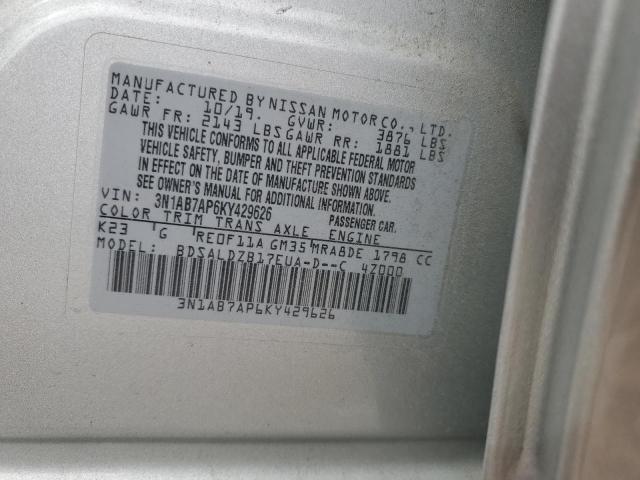 MANUFACTURED BY NISSAN MOTOR CO., LTD.
DATE: 10/19. GVWR: 3876 LBS
GAWR FR: 2143 LBS GAWR RR: 1881 LBS
THIS VEHICLE CONFORMS TO ALL APPLICABLE FEDERAL MOTOR
VEHICLE SAFETY, BUMPER AND THEFT PREVENTION STANDARDS
IN EFFECT ON THE DATE OF MANUFACTURE SHOWN ABOVE.
SEE OWNER'S MANUAL FOR ADDITIONAL INFORMATION.
VIN: 3N1AB7AP6KY429626 PASSENGER CAR.
COLOR TRIM TRANS AXLE ENGINE
K23 G RE0F11A GM35 MRA8DE 1798 CC
MODEL: BDSALDZB17EUA-D--C 4Z000
3N1AB7AP6KY429626